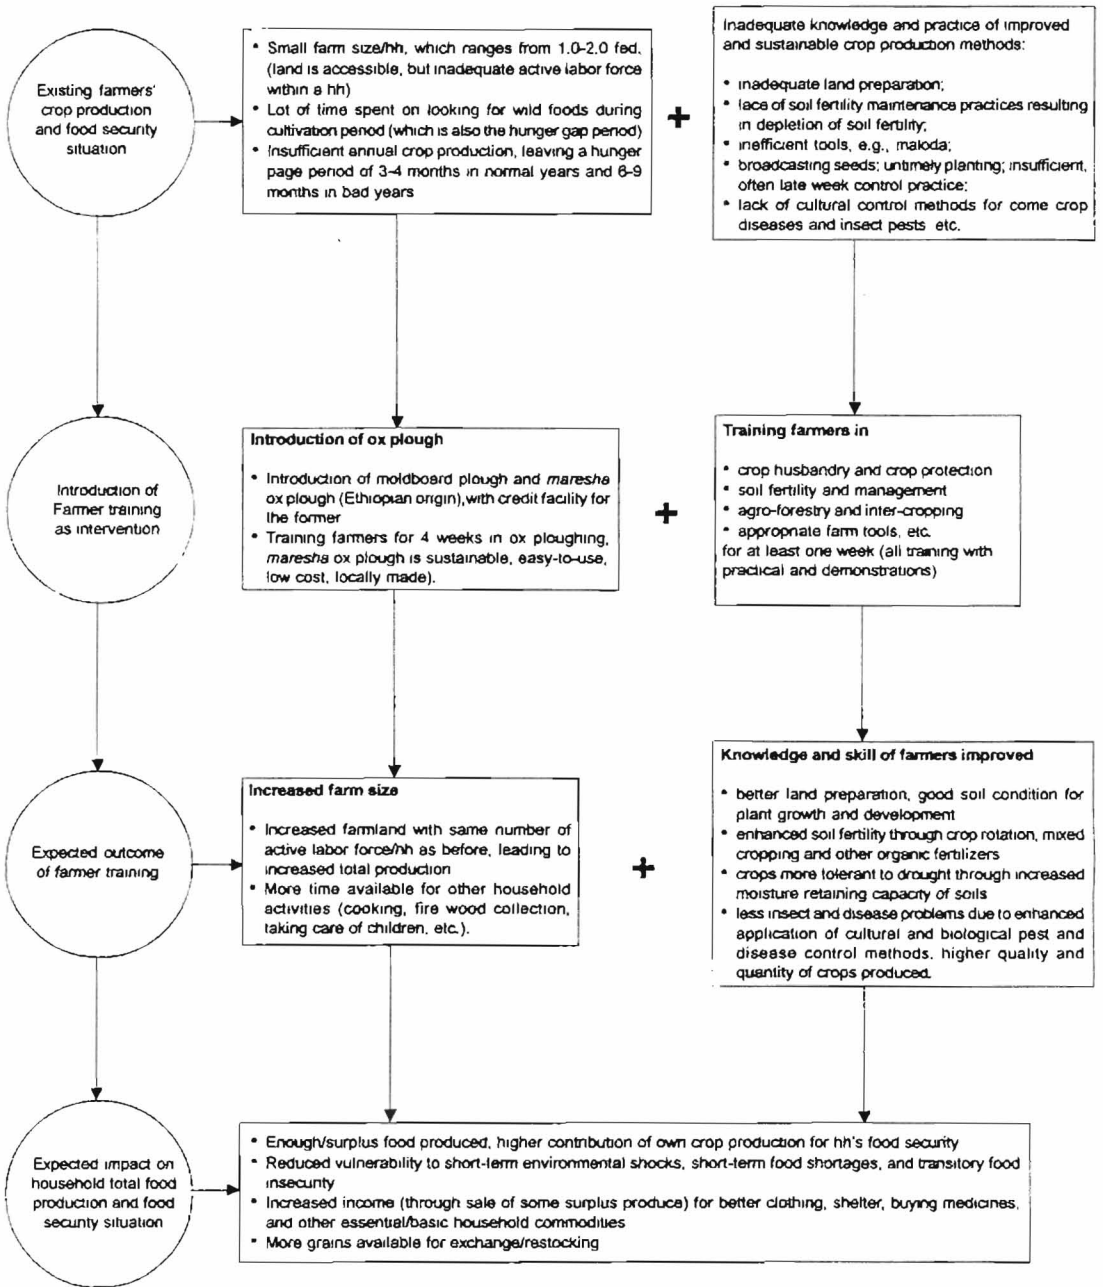 Existing farmers'
crop production
and food security
situation
• Small farm size/hh, which ranges from 1.0-2.0 fed.
(land is accessible, but inadequate active labor force
within a hh)
• Lot of time spent on looking for wild foods during
cultivation period (which is also the hunger gap period)
• Insufficient annual crop production, leaving a hunger
page period of 3-4 months in normal years and 6-9
months in bad years
+
Inadequate knowledge and practice of improved
and sustainable crop production methods:
• inadequate land preparation;
• lace of soil fertility maintenance practices resulting
in depletion of soil fertility;
• inefficient tools, e.g., maloda;
• broadcasting seeds; untimely planting; insufficient,
often late week control practice;
• lack of cultural control methods for come crop
diseases and insect pests etc.
Introduction of
Farmer training
as intervention
Introduction of ox plough
• Introduction of moldboard plough and maresha
ox plough (Ethiopian origin), with credit facility for
the former
• Training farmers for 4 weeks in ox ploughing,
maresha ox plough is sustainable, easy-to-use,
low cost, locally made).
+
Training farmers in
• crop husbandry and crop protection
• soil fertility and management
• agro-forestry and inter-cropping
• appropriate farm tools, etc.
for at least one week (all training with
practical and demonstrations)
Expected outcome
of farmer training
Increased farm size
• Increased farmland with same number of
active labor force/hh as before, leading to
increased total production
• More time available for other household
activities (cooking, fire wood collection,
taking care of children, etc.).
+
Knowledge and skill of farmers improved
• better land preparation, good soil condition for
plant growth and development
• enhanced soil fertility through crop rotation, mixed
cropping and other organic fertilizers
• crops more tolerant to drought through increased
moisture retaining capacity of soils
• less insect and disease problems due to enhanced
application of cultural and biological pest and
disease control methods, higher quality and
quantity of crops produced.
Expected impact on
household total food
production and food
security situation
• Enough/surplus food produced, higher contribution of own crop production for hh's food security
• Reduced vulnerability to short-term environmental shocks, short-term food shortages, and transitory food
insecurity
• Increased income (through sale of some surplus produce) for better clothing, shelter, buying medicines,
and other essential/basic household commodities
• More grains available for exchange/restocking